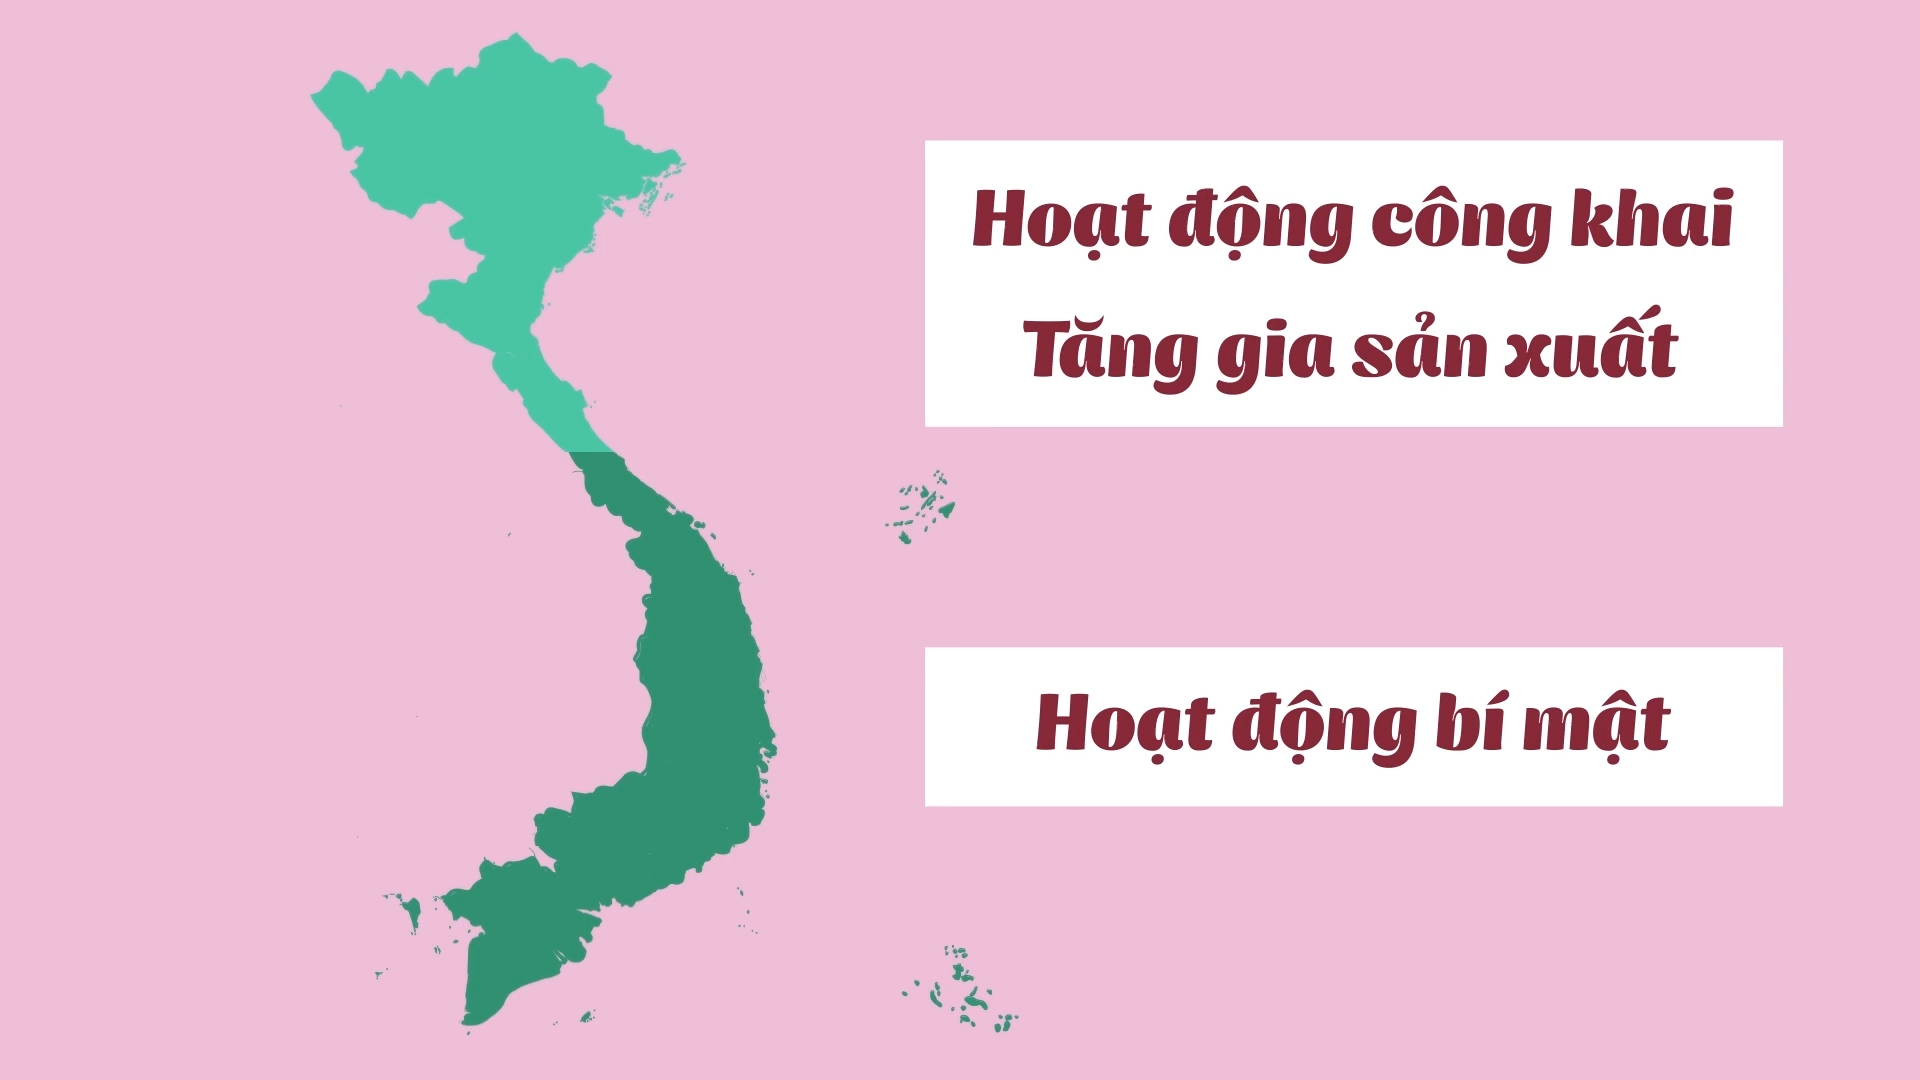 Hoạt động công khai
Tăng gia sản xuất
Hoạt động bí mật